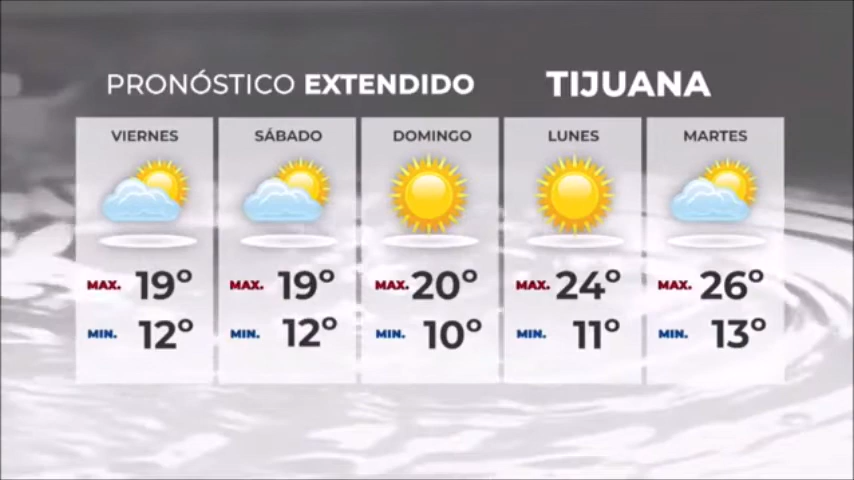 PRONÓSTICO EXTENDIDO TIJUANA
VIERNES SÁBADO DOMINGO LUNES MARTES
MAX. 19° MAX. 19° MAX. 20° MAX. 24° MAX. 26°
MIN. 12° MIN. 12° MIN. 10° MIN. 11° MIN. 13°